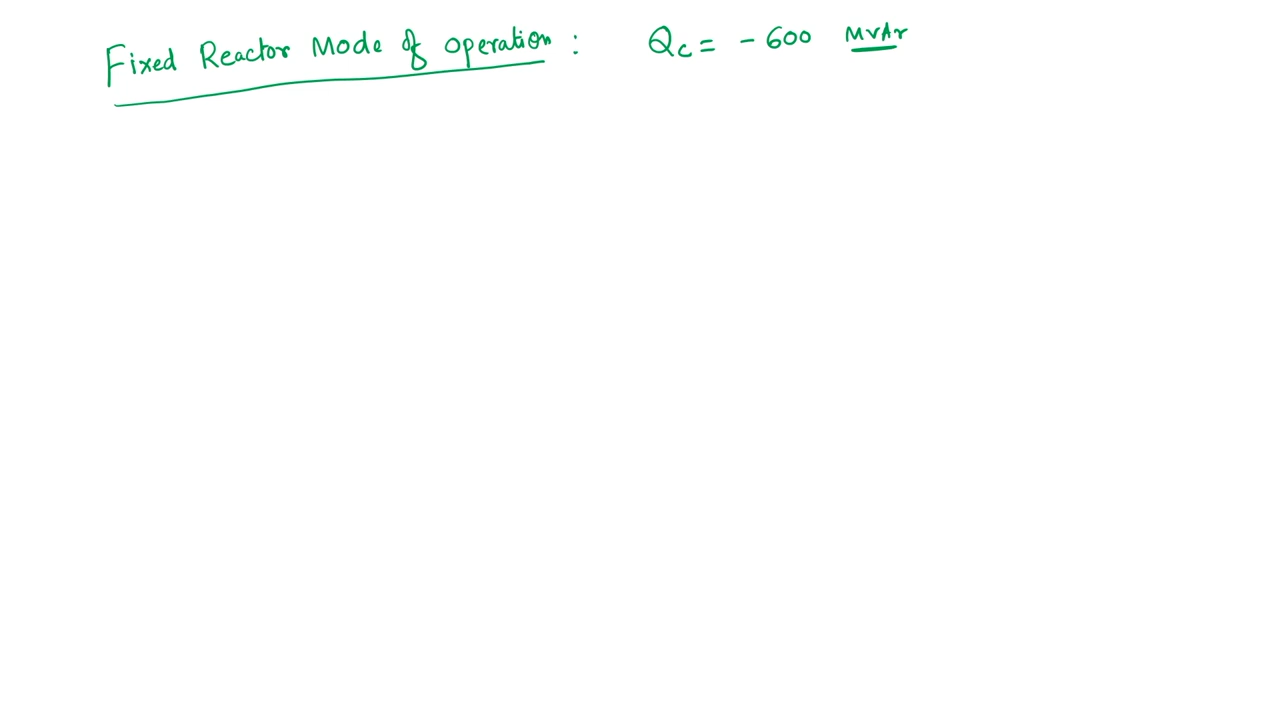 Fixed Reactor Mode of operation : Qc = - 600 MVAr